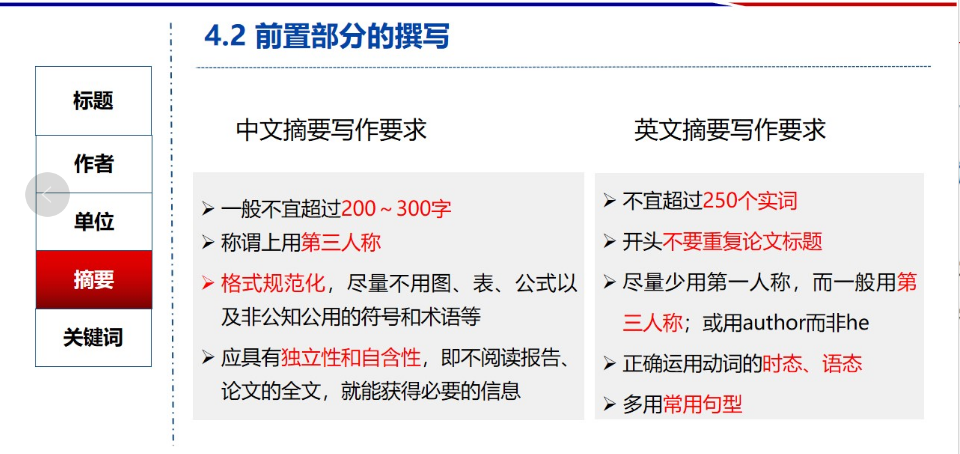 4.2 前置部分的撰写
标题
作者
单位
摘要
关键词
中文摘要写作要求
一般不宜超过200～300字
称谓上用第三人称
格式规范化，尽量不用图、表、公式以
及非公知公用的符号和术语等
应具有独立性和自含性，即不阅读报告、
论文的全文，就能获得必要的信息
英文摘要写作要求
不宜超过250个实词
开头不要重复论文标题
尽量少用第一人称，而一般用第
三人称；或用author而非he
正确运用动词的时态、语态
多用常用句型